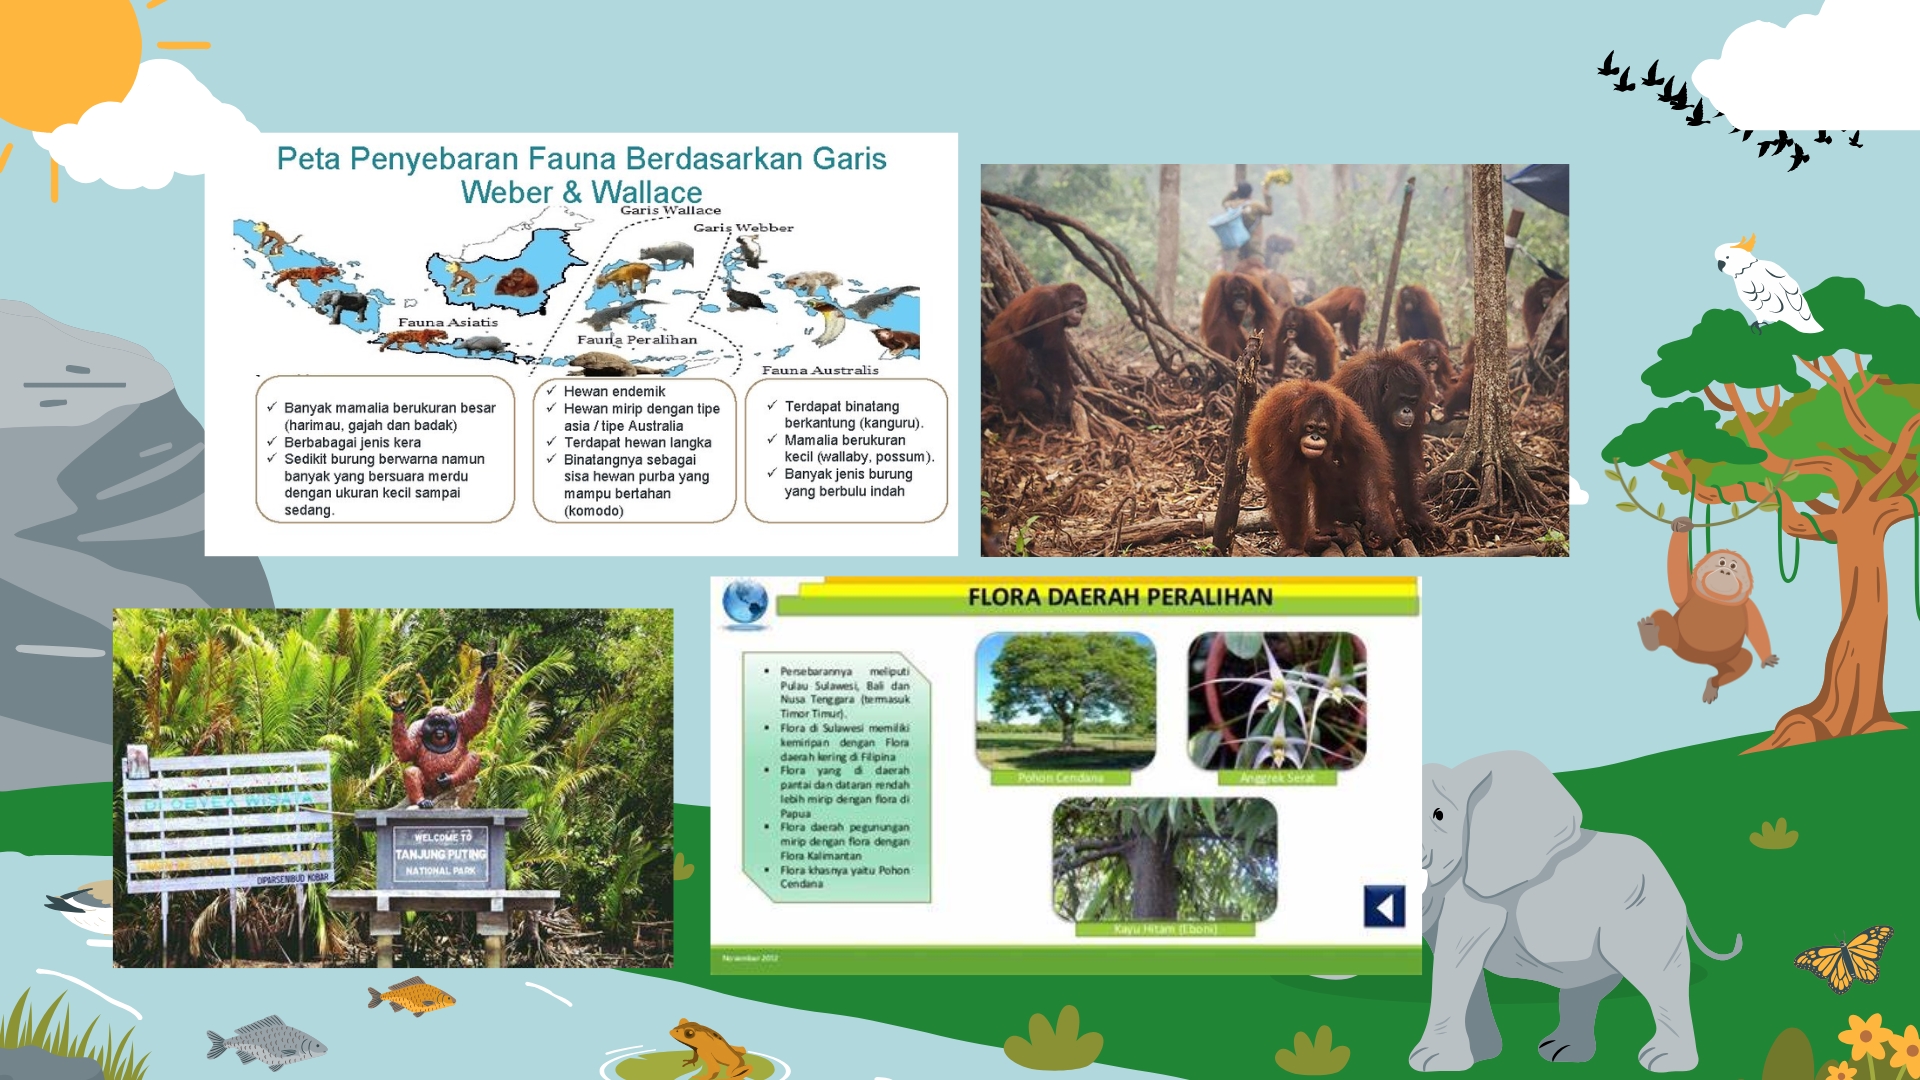 Peta Penyebaran Fauna Berdasarkan Garis
Weber & Wallace
Garis Wallace
Garis Webber
Fauna Asiatis
Fauna Peralihan
Fauna Australis
✓ Banyak mamalia berukuran besar
(harimau, gajah dan badak)
✓ Berbabagai jenis kera
✓ Sedikit burung berwarna namun
banyak yang bersuara merdu
dengan ukuran kecil sampai
sedang.
✓ Hewan endemik
✓ Hewan mirip dengan tipe
asia / tipe Australia
✓ Terdapat hewan langka
✓ Binatangnya sebagai
sisa hewan purba yang
mampu bertahan
(komodo)
✓ Terdapat binatang
berkantung (kanguru).
✓ Mamalia berukuran
kecil (wallaby, possum).
✓ Banyak jenis burung
yang berbulu indah
DI OBYEK WISATA
DIPARSENIBUD KOBAR
WELCOME TO
TANJUNG PUTING
NATIONAL PARK
FLORA DAERAH PERALIHAN
▪ Persebarannya meliputi
Pulau Sulawesi, Bali dan
Nusa Tenggara (termasuk
Timor Timur).
▪ Flora di Sulawesi memiliki
kemiripan dengan Flora
daerah kering di Filipina
▪ Flora yang di daerah
pantai dan dataran rendah
lebih mirip dengan flora di
Papua
▪ Flora daerah pegunungan
mirip dengan flora dengan
Flora Kalimantan
▪ Flora khasnya yaitu Pohon
Cendana
Pohon Cendana
Anggrek Serat
Kayu Hitam (Eboni)
November 2012